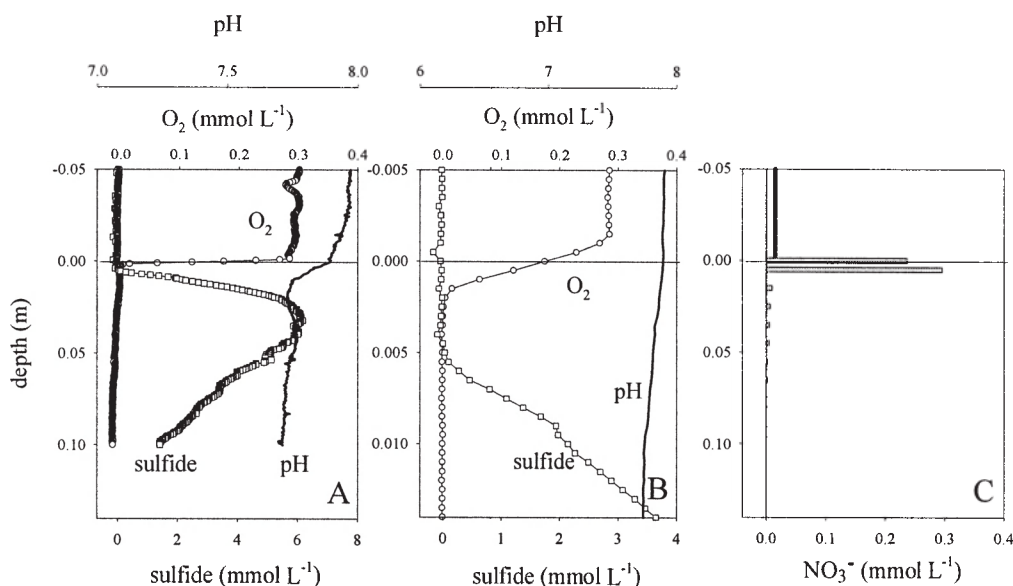 pH
pH
7.0 7.5 8.0
6 7 8
O₂ (mmol L⁻¹)
O₂ (mmol L⁻¹)
0.0 0.1 0.2 0.3 0.4
0.0 0.1 0.2 0.3 0.4
-0.05
-0.005
-0.05
O₂
0.00
0.000
0.00
O₂
depth (m)
0.05
0.005
0.05
pH
0.10
0.010
0.10
sulfide
pH
sulfide
A
B
C
0 2 4 6 8
0 1 2 3 4
0.0 0.1 0.2 0.3 0.4
sulfide (mmol L⁻¹)
sulfide (mmol L⁻¹)
NO₃⁻ (mmol L⁻¹)